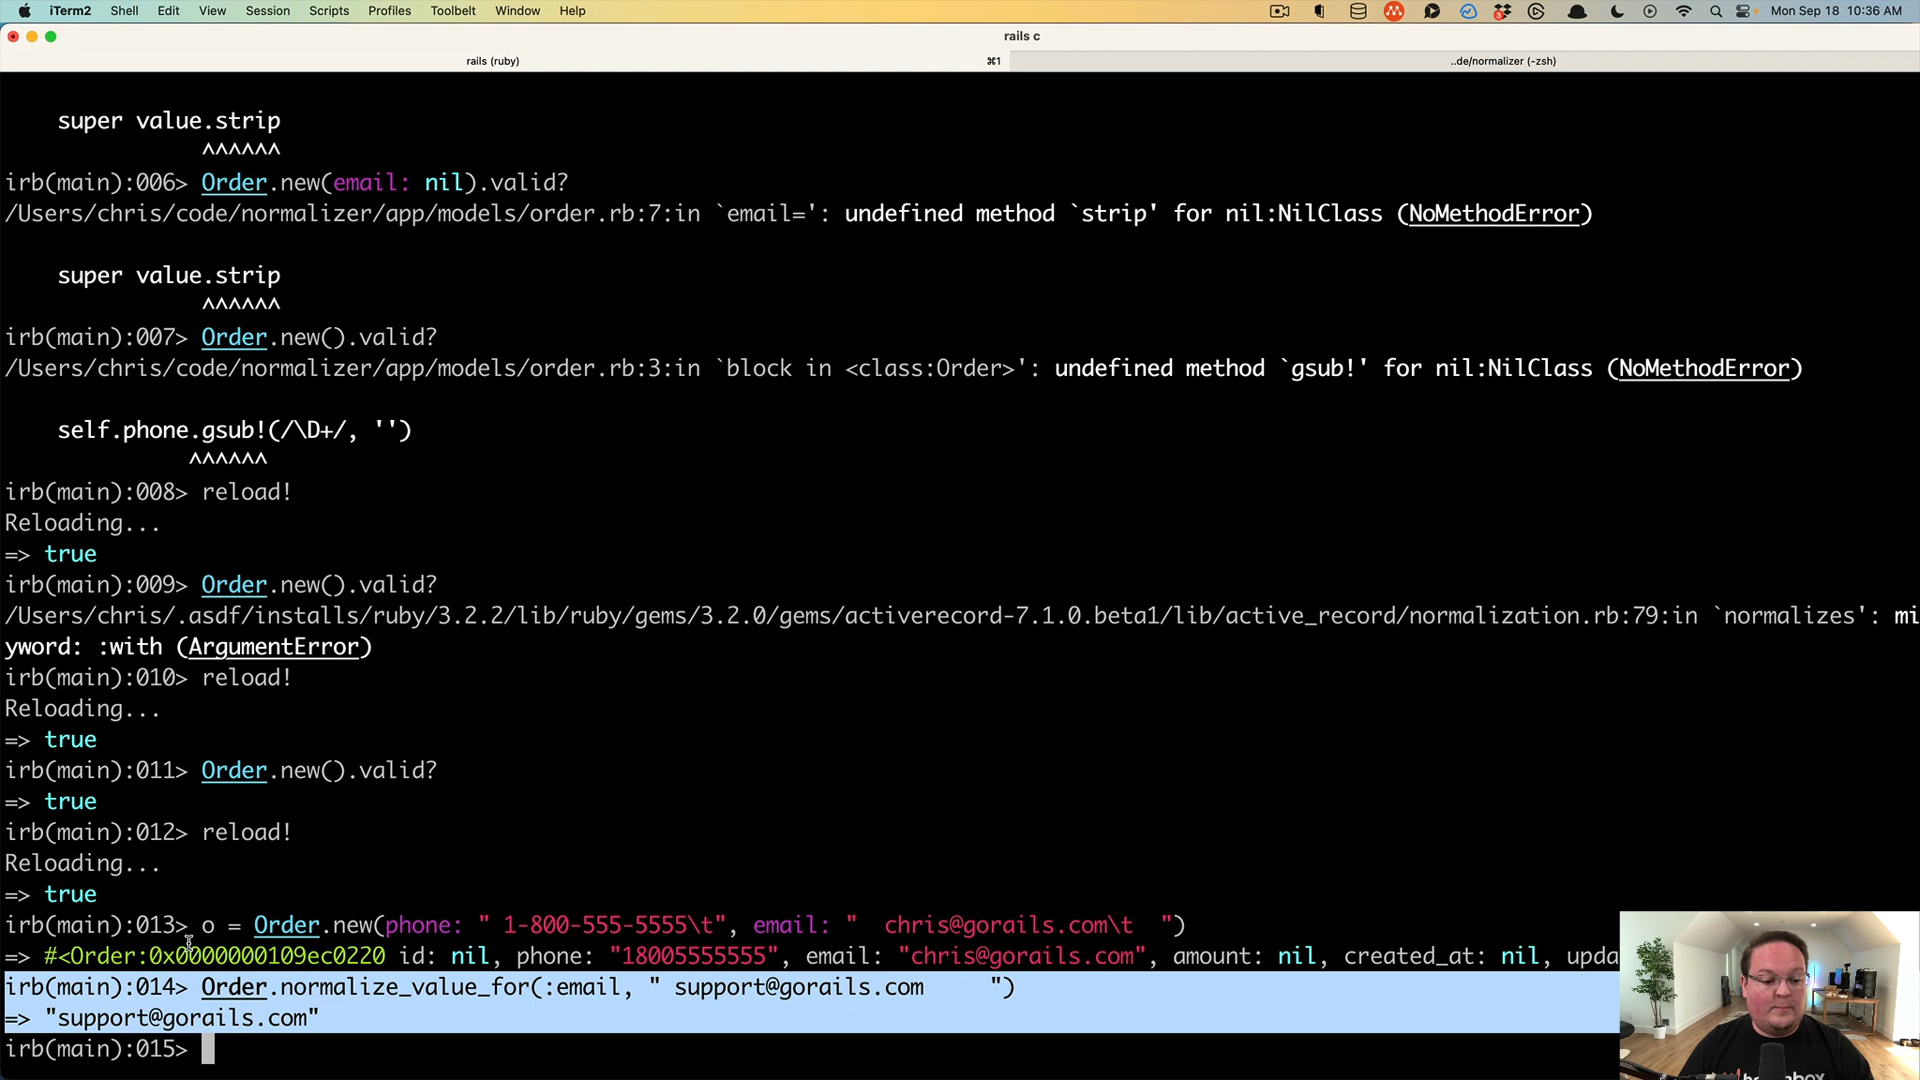 iTerm2 Shell Edit View Session Scripts Profiles Toolbelt Window Help Mon Sep 18 10:36 AM
rails c
rails (ruby) ⌘1 ..de/normalizer (-zsh)
super value.strip
^^^^^^
irb(main):006> Order.new(email: nil).valid?
/Users/chris/code/normalizer/app/models/order.rb:7:in `email=': undefined method `strip' for nil:NilClass (NoMethodError)
super value.strip
^^^^^^
irb(main):007> Order.new().valid?
/Users/chris/code/normalizer/app/models/order.rb:3:in `block in <class:Order>': undefined method `gsub!' for nil:NilClass (NoMethodError)
self.phone.gsub!(/\D+/, '')
^^^^^^
irb(main):008> reload!
Reloading...
=> true
irb(main):009> Order.new().valid?
/Users/chris/.asdf/installs/ruby/3.2.2/lib/ruby/gems/3.2.0/gems/activerecord-7.1.0.beta1/lib/active_record/normalization.rb:79:in `normalizes': mi
yword: :with (ArgumentError)
irb(main):010> reload!
Reloading...
=> true
irb(main):011> Order.new().valid?
=> true
irb(main):012> reload!
Reloading...
=> true
irb(main):013> o = Order.new(phone: " 1-800-555-5555\t", email: "  chris@gorails.com\t  ")
=> #<Order:0x0000000109ec0220 id: nil, phone: "18005555555", email: "chris@gorails.com", amount: nil, created_at: nil, upda
irb(main):014> Order.normalize_value_for(:email, " support@gorails.com     ")
=> "support@gorails.com"
irb(main):015>